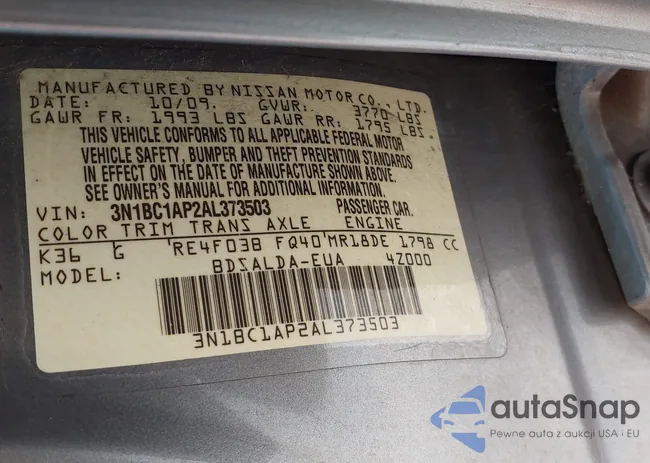 MANUFACTURED BY NISSAN MOTOR CO., LTD.
DATE: 10/09. GVWR: 3770 LBS
GAWR FR: 1993 LBS GAWR RR: 1795 LBS.
THIS VEHICLE CONFORMS TO ALL APPLICABLE FEDERAL MOTOR
VEHICLE SAFETY, BUMPER AND THEFT PREVENTION STANDARDS
IN EFFECT ON THE DATE OF MANUFACTURE SHOWN ABOVE.
SEE OWNER'S MANUAL FOR ADDITIONAL INFORMATION.
VIN: 3N1BC1AP2AL373503 PASSENGER CAR.
COLOR TRIM TRANS AXLE ENGINE
K36 G RE4F03B FQ40 MR18DE 1798 CC
MODEL: BDSALDA-EUA 4Z000
3N1BC1AP2AL373503
autoSnap
Pewne auta z aukcji USA i EU